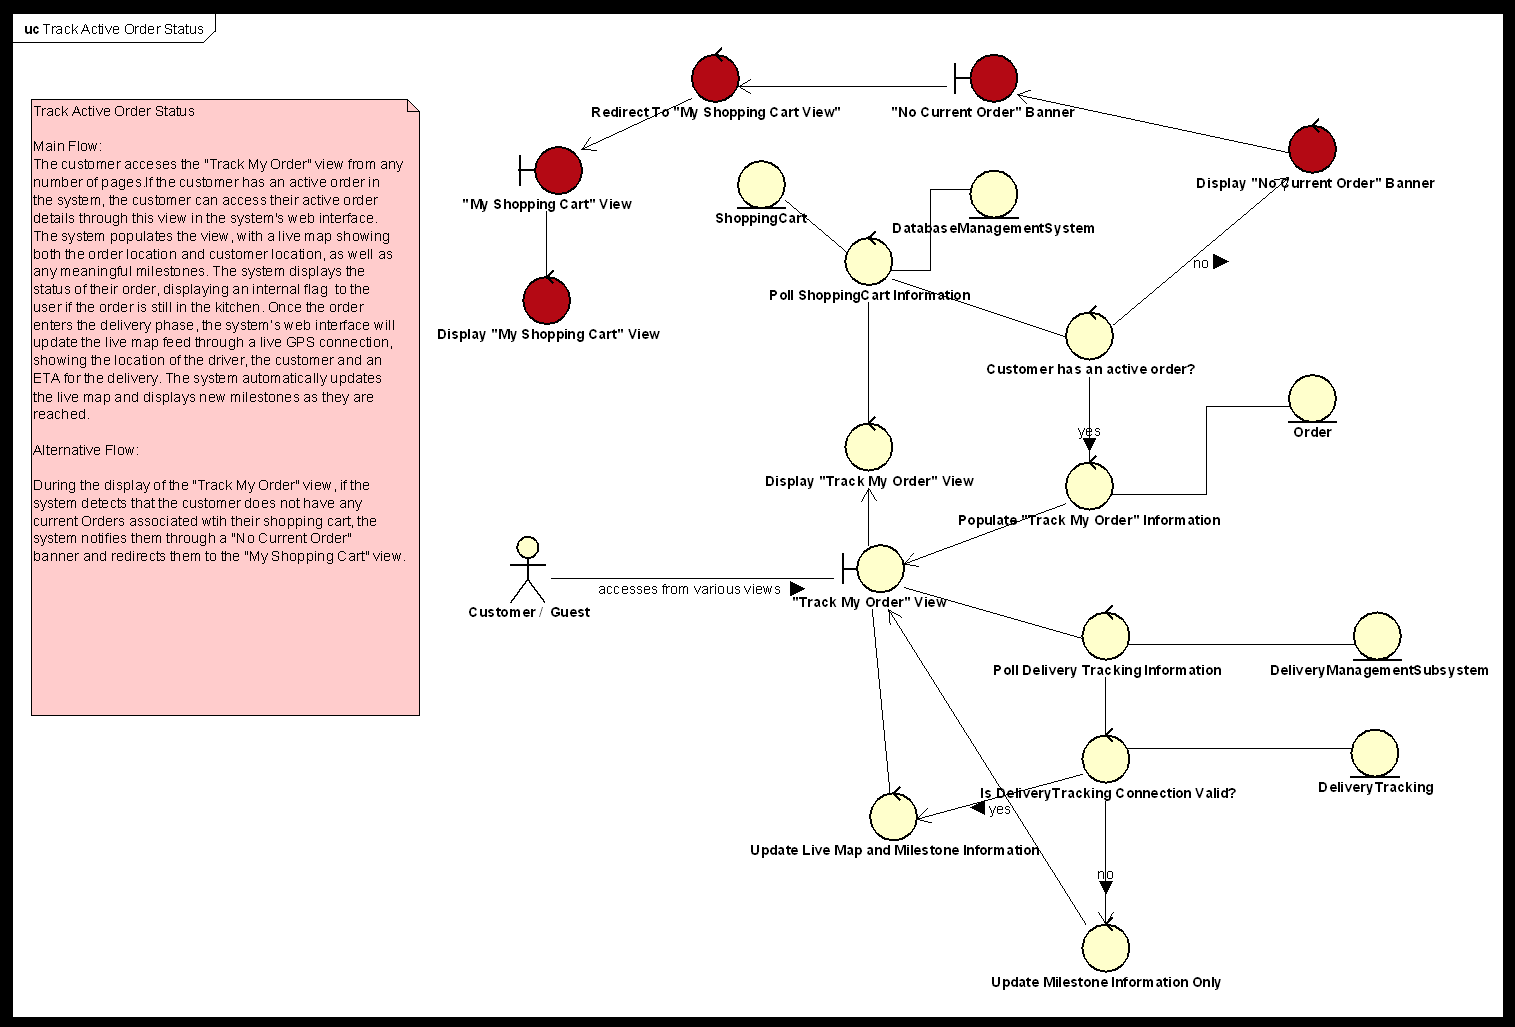 uc Track Active Order Status
Track Active Order Status
Main Flow:
The customer acceses the "Track My Order" view from any
number of pages.If the customer has an active order in
the system, the customer can access their active order
details through this view in the system's web interface.
The system populates the view, with a live map showing
both the order location and customer location, as well as
any meaningful milestones. The system displays the
status of their order, displaying an internal flag  to the
user if the order is still in the kitchen. Once the order
enters the delivery phase, the system's web interface will
update the live map feed through a live GPS connection,
showing the location of the driver, the customer and an
ETA for the delivery. The system automatically updates
the live map and displays new milestones as they are
reached.
Alternative Flow:
During the display of the "Track My Order" view, if the
system detects that the customer does not have any
current Orders associated wtih their shopping cart, the
system notifies them through a "No Current Order"
banner and redirects them to the "My Shopping Cart" view.
Redirect To "My Shopping Cart View"
"No Current Order" Banner
Display "No Current Order" Banner
"My Shopping Cart" View
ShoppingCart
DatabaseManagementSystem
no
Poll ShoppingCart Information
Display "My Shopping Cart" View
Customer has an active order?
yes
Order
Display "Track My Order" View
Populate "Track My Order" Information
accesses from various views
"Track My Order" View
Customer / Guest
Poll Delivery Tracking Information
DeliveryManagementSubsystem
Is DeliveryTracking Connection Valid?
DeliveryTracking
yes
Update Live Map and Milestone Information
no
Update Milestone Information Only